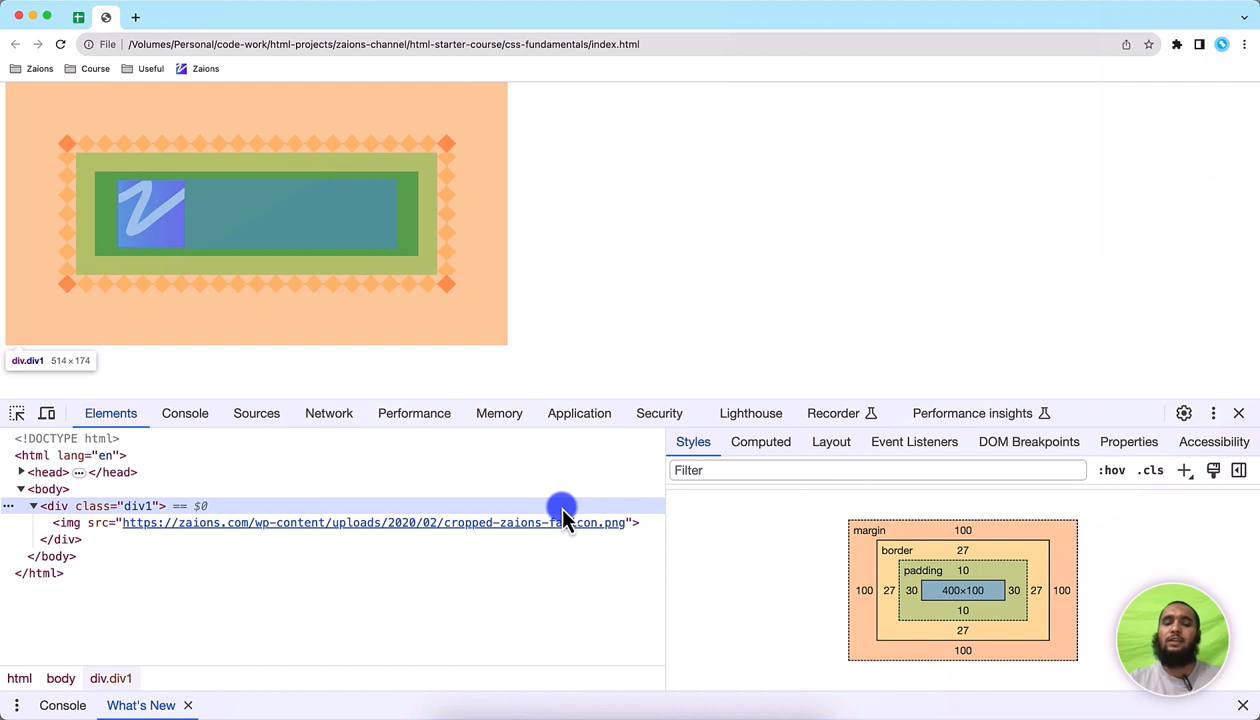 File /Volumes/Personal/code-work/html-projects/zaions-channel/html-starter-course/css-fundamentals/index.html
Zaions Course Useful Zaions
div.div1 514 × 174
Elements Console Sources Network Performance Memory Application Security Lighthouse Recorder Performance insights
<!DOCTYPE html>
<html lang="en">
<head> ••• </head>
<body>
••• <div class="div1"> == $0
<img src="https://zaions.com/wp-content/uploads/2020/02/cropped-zaions-fa con.png">
</div>
</body>
</html>
html body div.div1
Styles Computed Layout Event Listeners DOM Breakpoints Properties Accessibility
Filter :hov .cls
margin 100
border 27
padding 10
100 27 30 400×100 30 27 100
10
27
100
Console What's New